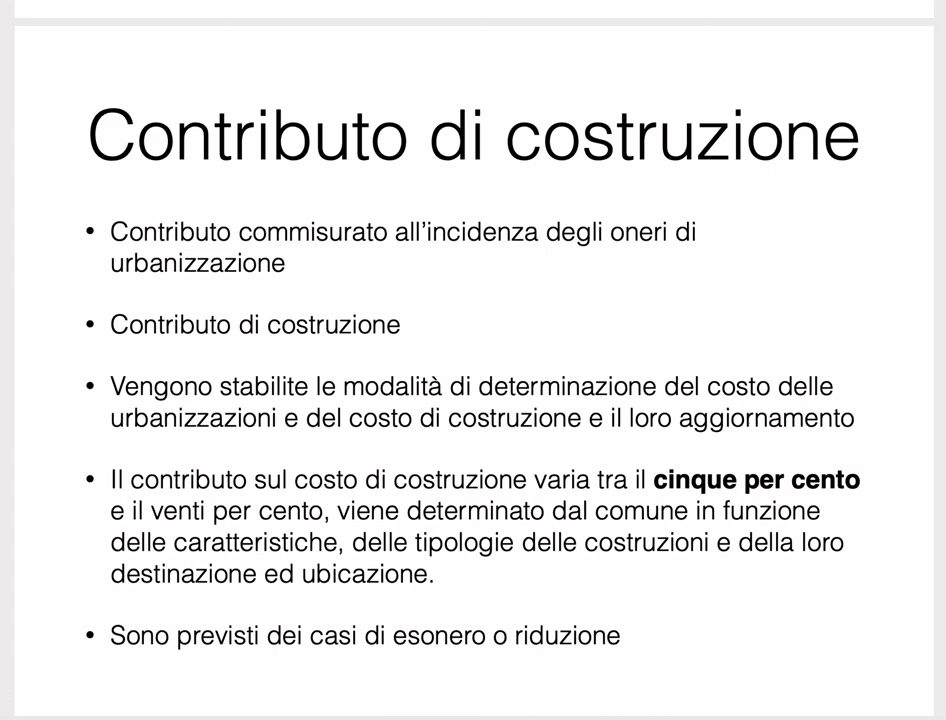 Contributo di costruzione
• Contributo commisurato all’incidenza degli oneri di
urbanizzazione
• Contributo di costruzione
• Vengono stabilite le modalità di determinazione del costo delle
urbanizzazioni e del costo di costruzione e il loro aggiornamento
• Il contributo sul costo di costruzione varia tra il cinque per cento
e il venti per cento, viene determinato dal comune in funzione
delle caratteristiche, delle tipologie delle costruzioni e della loro
destinazione ed ubicazione.
• Sono previsti dei casi di esonero o riduzione